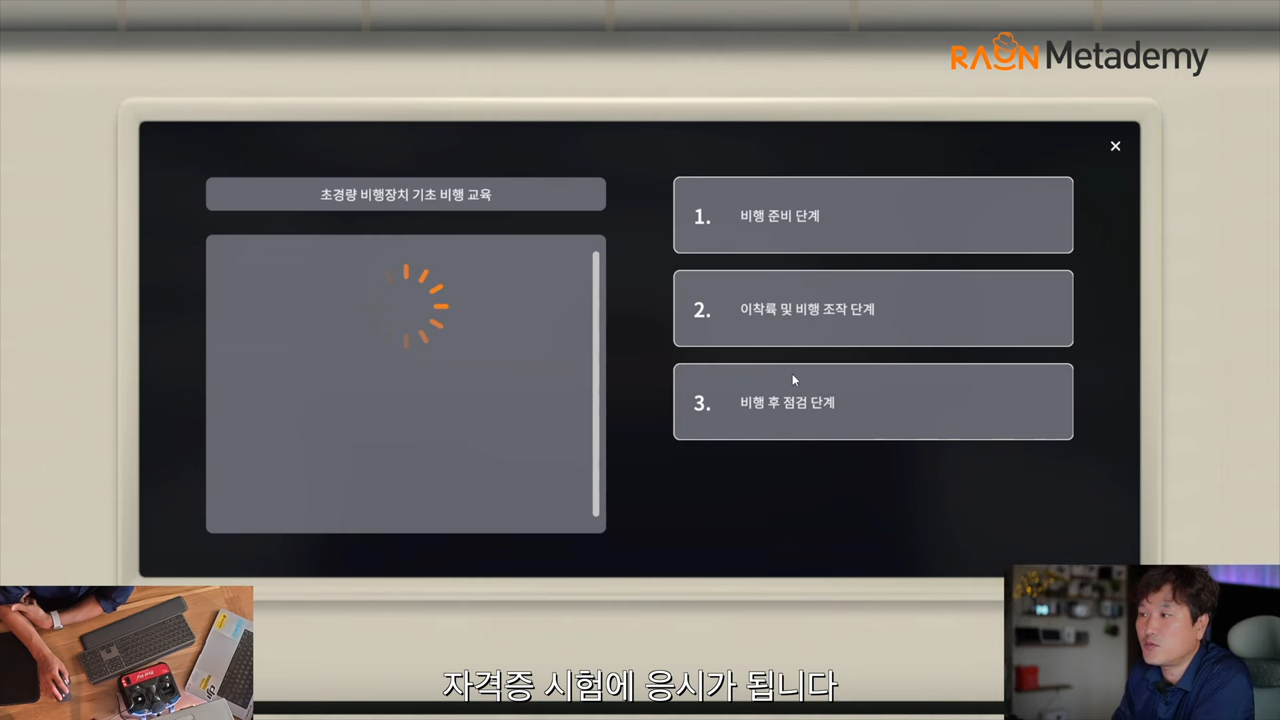 RAON Metademy
×
초경량 비행장치 기초 비행 교육
1. 비행 준비 단계
2. 이착륙 및 비행 조작 단계
3. 비행 후 점검 단계
자격증 시험에 응시가 됩니다